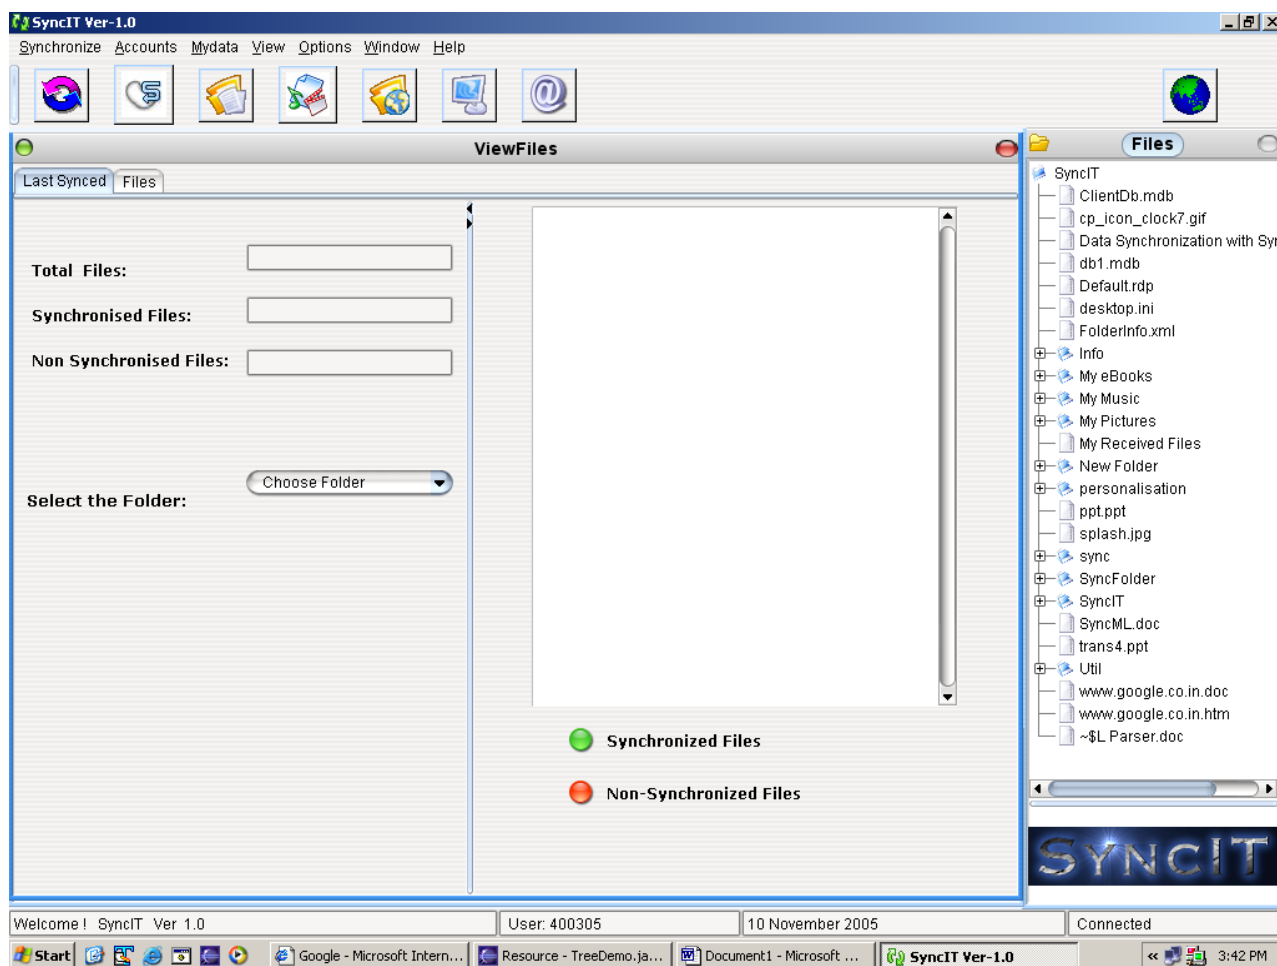 SyncIT Ver-1.0
Synchronize Accounts Mydata View Options Window Help
ViewFiles
Last Synced Files
Total Files:
Synchronised Files:
Non Synchronised Files:
Select the Folder:
Choose Folder
Synchronized Files
Non-Synchronized Files
Files
SyncIT
ClientDb.mdb
cp_icon_clock7.gif
Data Synchronization with Syn
db1.mdb
Default.rdp
desktop.ini
FolderInfo.xml
Info
My eBooks
My Music
My Pictures
My Received Files
New Folder
personalisation
ppt.ppt
splash.jpg
sync
SyncFolder
SyncIT
SyncML.doc
trans4.ppt
Util
www.google.co.in.doc
www.google.co.in.htm
~$L Parser.doc
SYNCIT
Welcome ! SyncIT Ver 1.0
User: 400305
10 November 2005
Connected
Start
Google - Microsoft Intern...
Resource - TreeDemo.ja...
Document1 - Microsoft ...
SyncIT Ver-1.0
« 3:42 PM